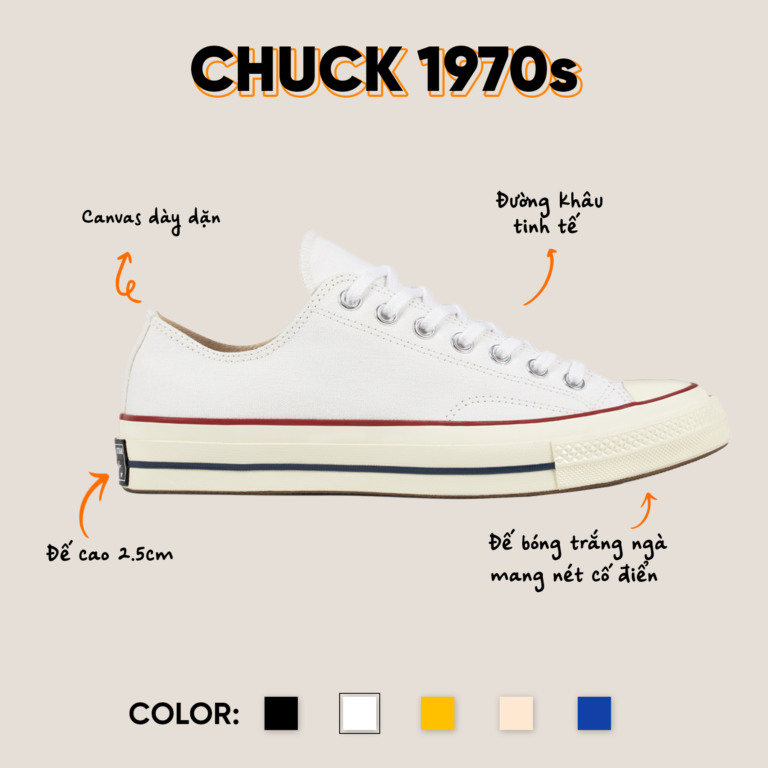 CHUCK 1970s
Canvas dày dặn
Đường khâu
tinh tế
Đế cao 2.5cm
Đế bóng trắng ngà
mang nét cổ điển
COLOR: